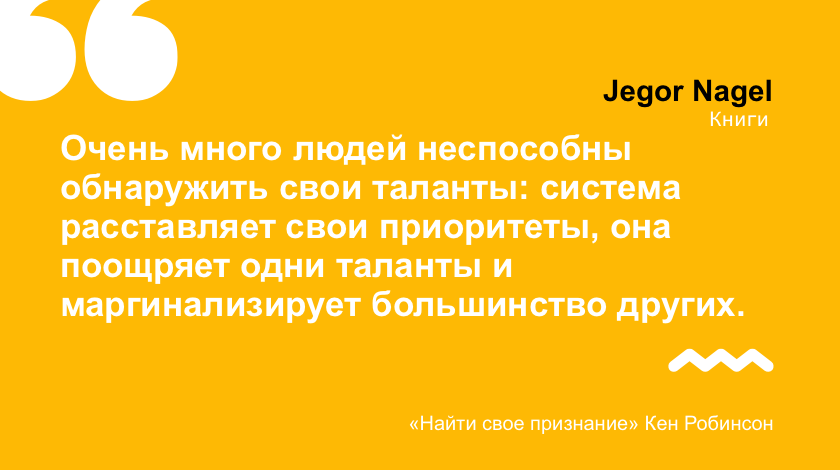 Jegor Nagel
Книги
Очень много людей неспособны
обнаружить свои таланты: система
расставляет свои приоритеты, она
поощряет одни таланты и
маргинализирует большинство других.
«Найти свое признание» Кен Робинсон